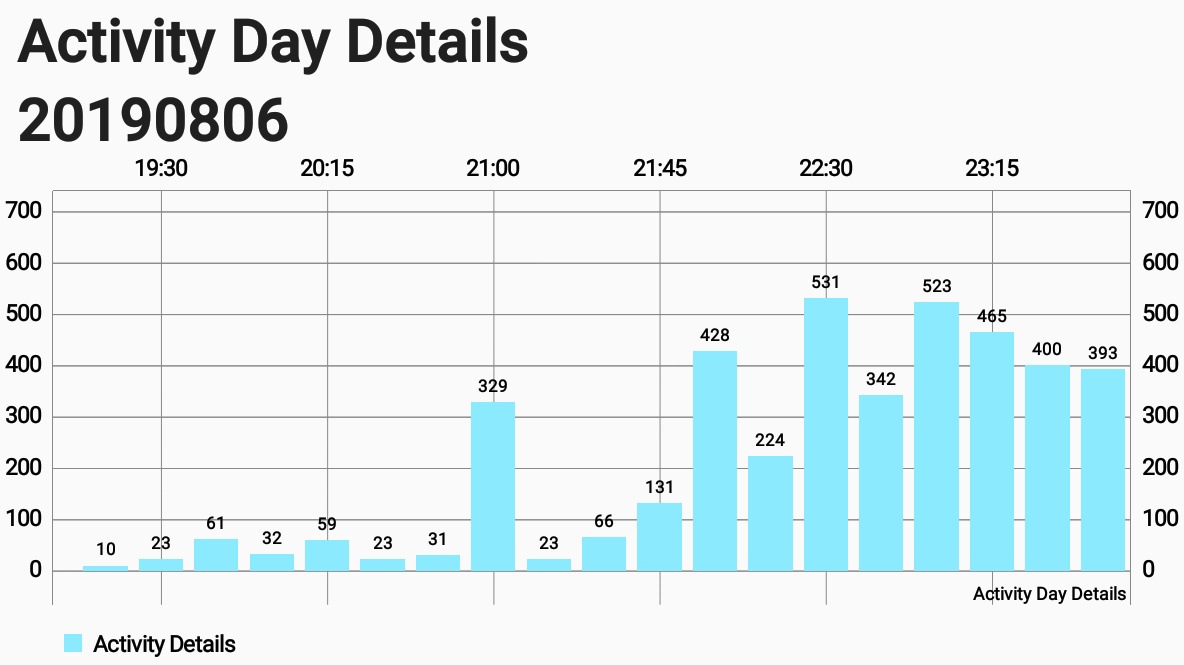 Activity Day Details
20190806
19:30 20:15 21:00 21:45 22:30 23:15
700 700
600 600
531
523
500 465 500
428
400 393
400 342 400
329
300 300
224
200 200
131
100 66 100
61 59
10 23 32 23 31 23
0 0
Activity Day Details
Activity Details